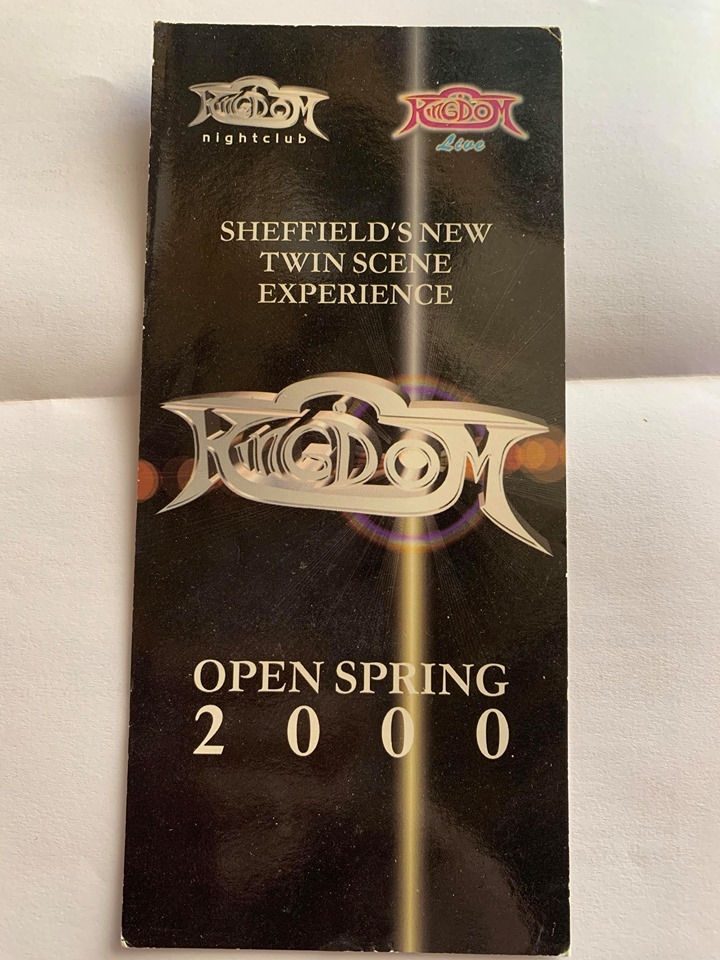 KINGDOM
nightclub
KINGDOM
Live
SHEFFIELD'S NEW
TWIN SCENE
EXPERIENCE
KINGDOM
OPEN SPRING
2000